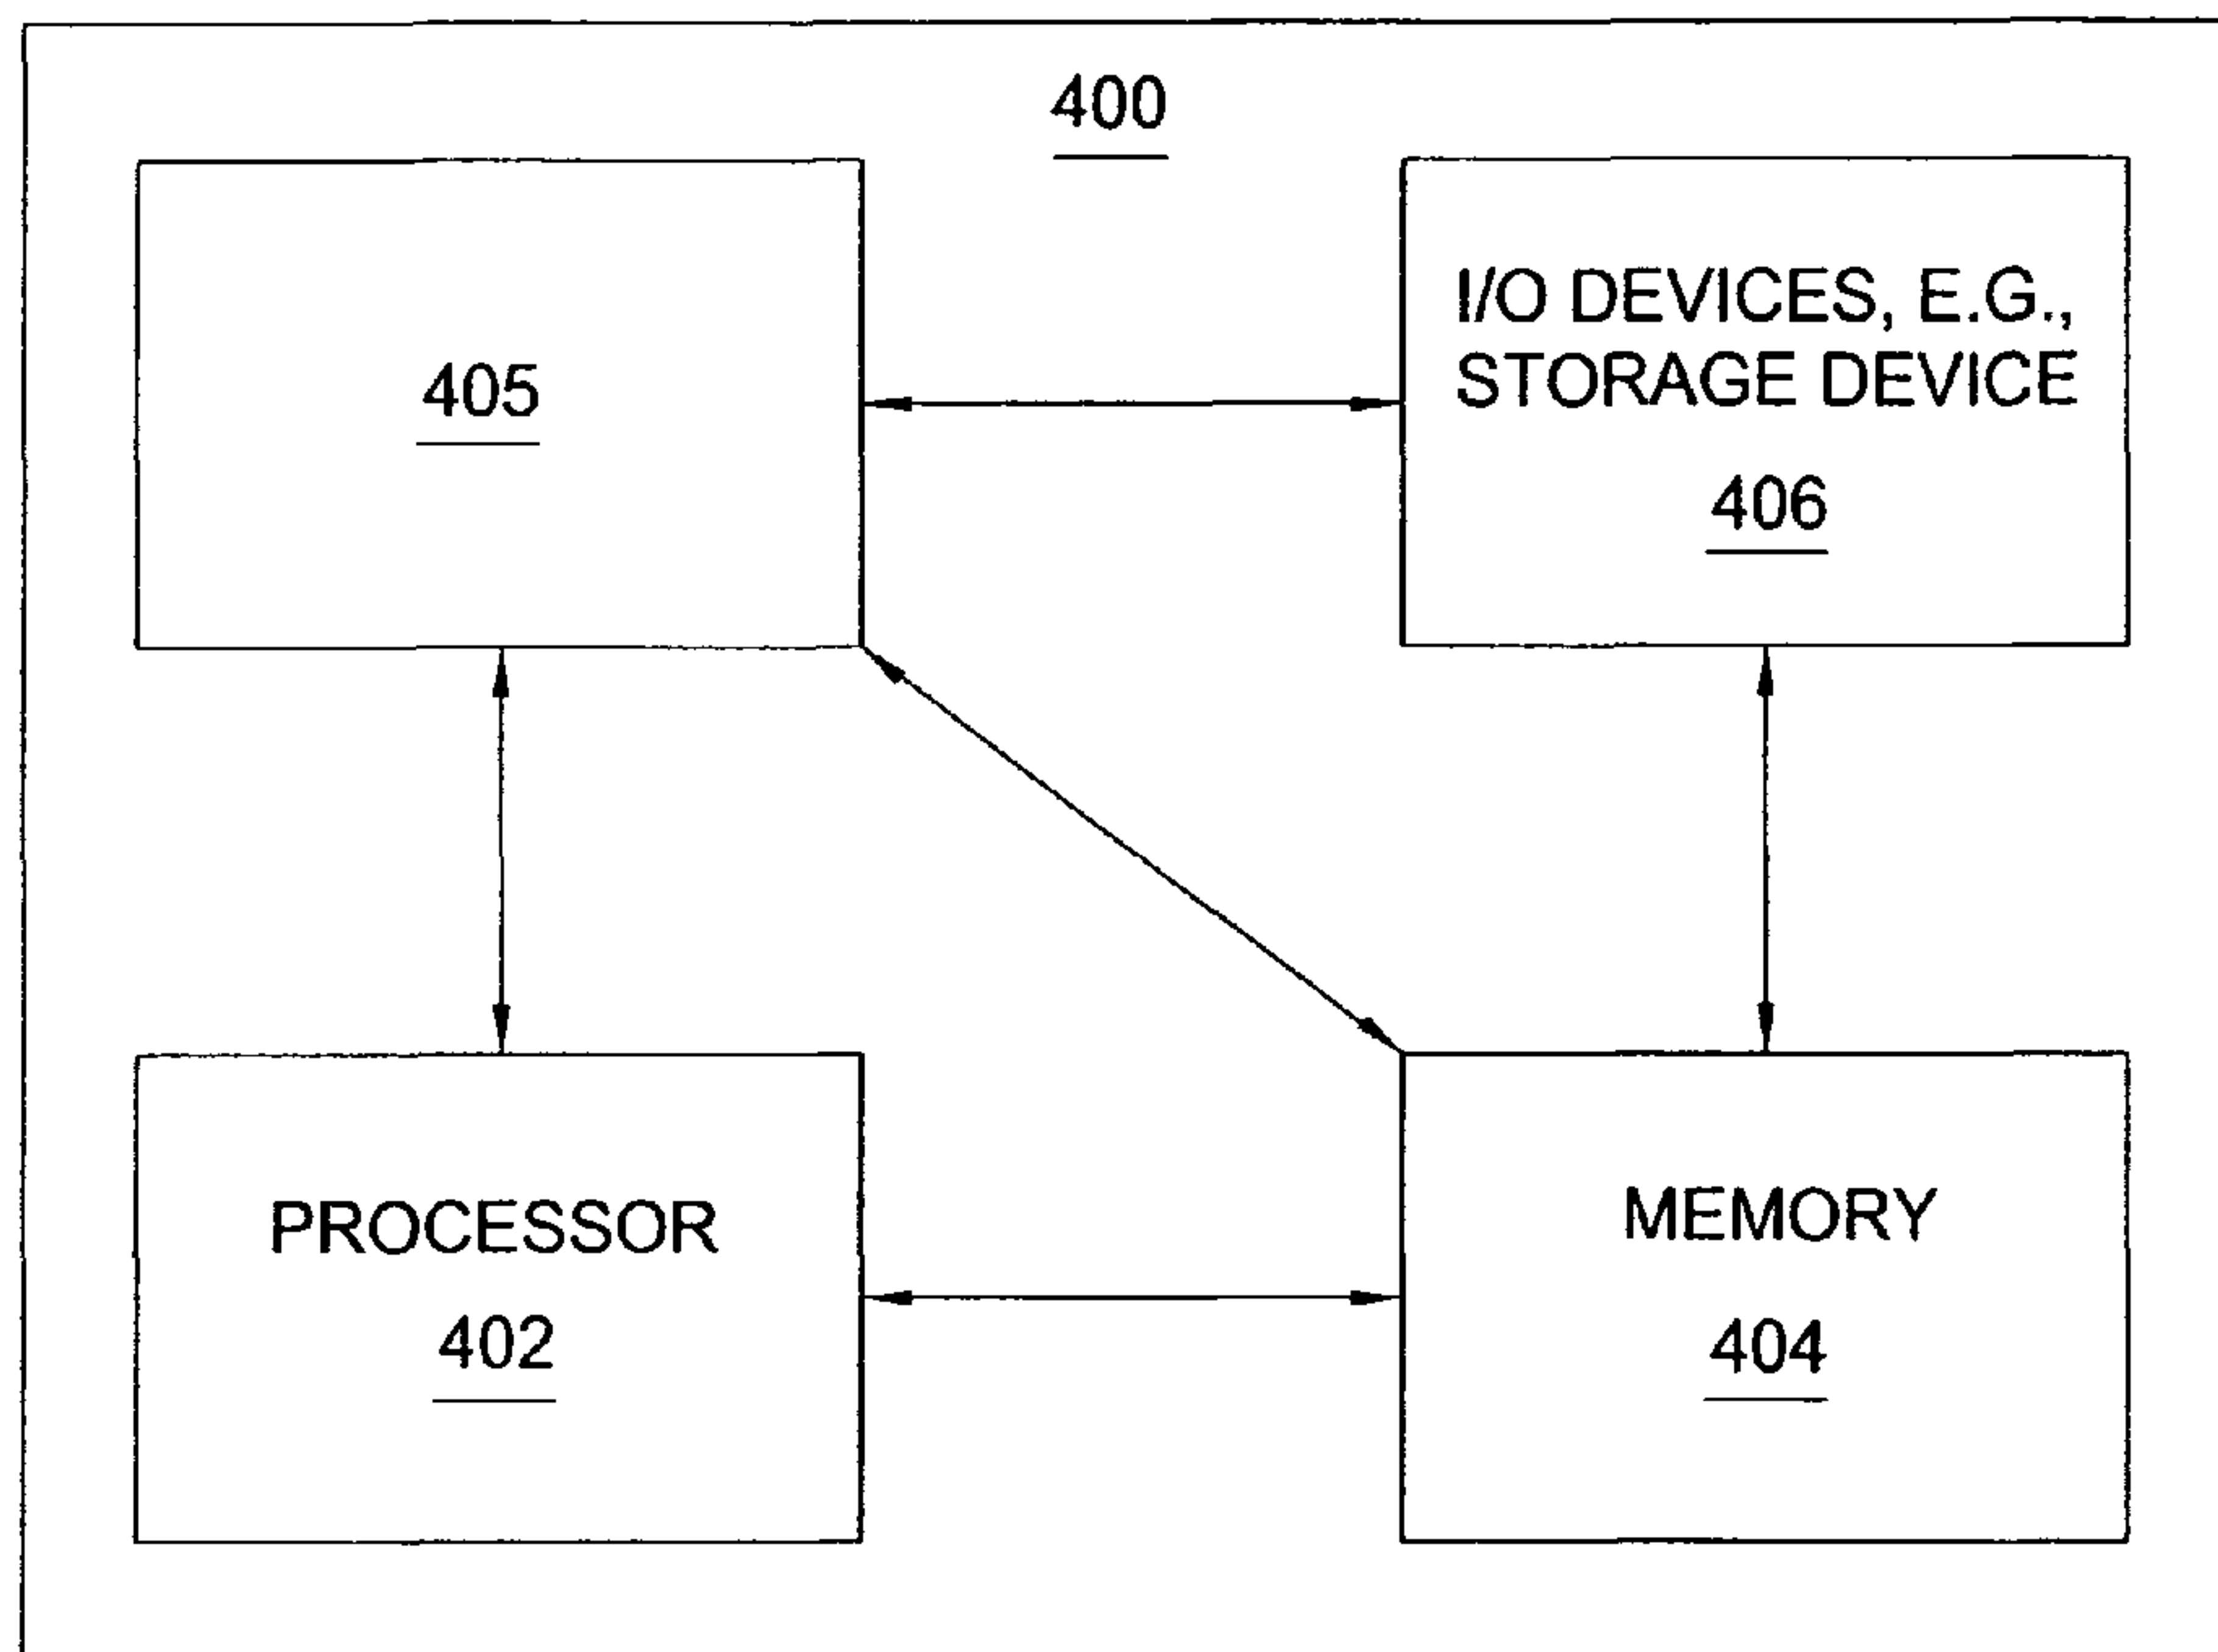 400
405
I/O DEVICES, E.G.,
STORAGE DEVICE
406
PROCESSOR
402
MEMORY
404